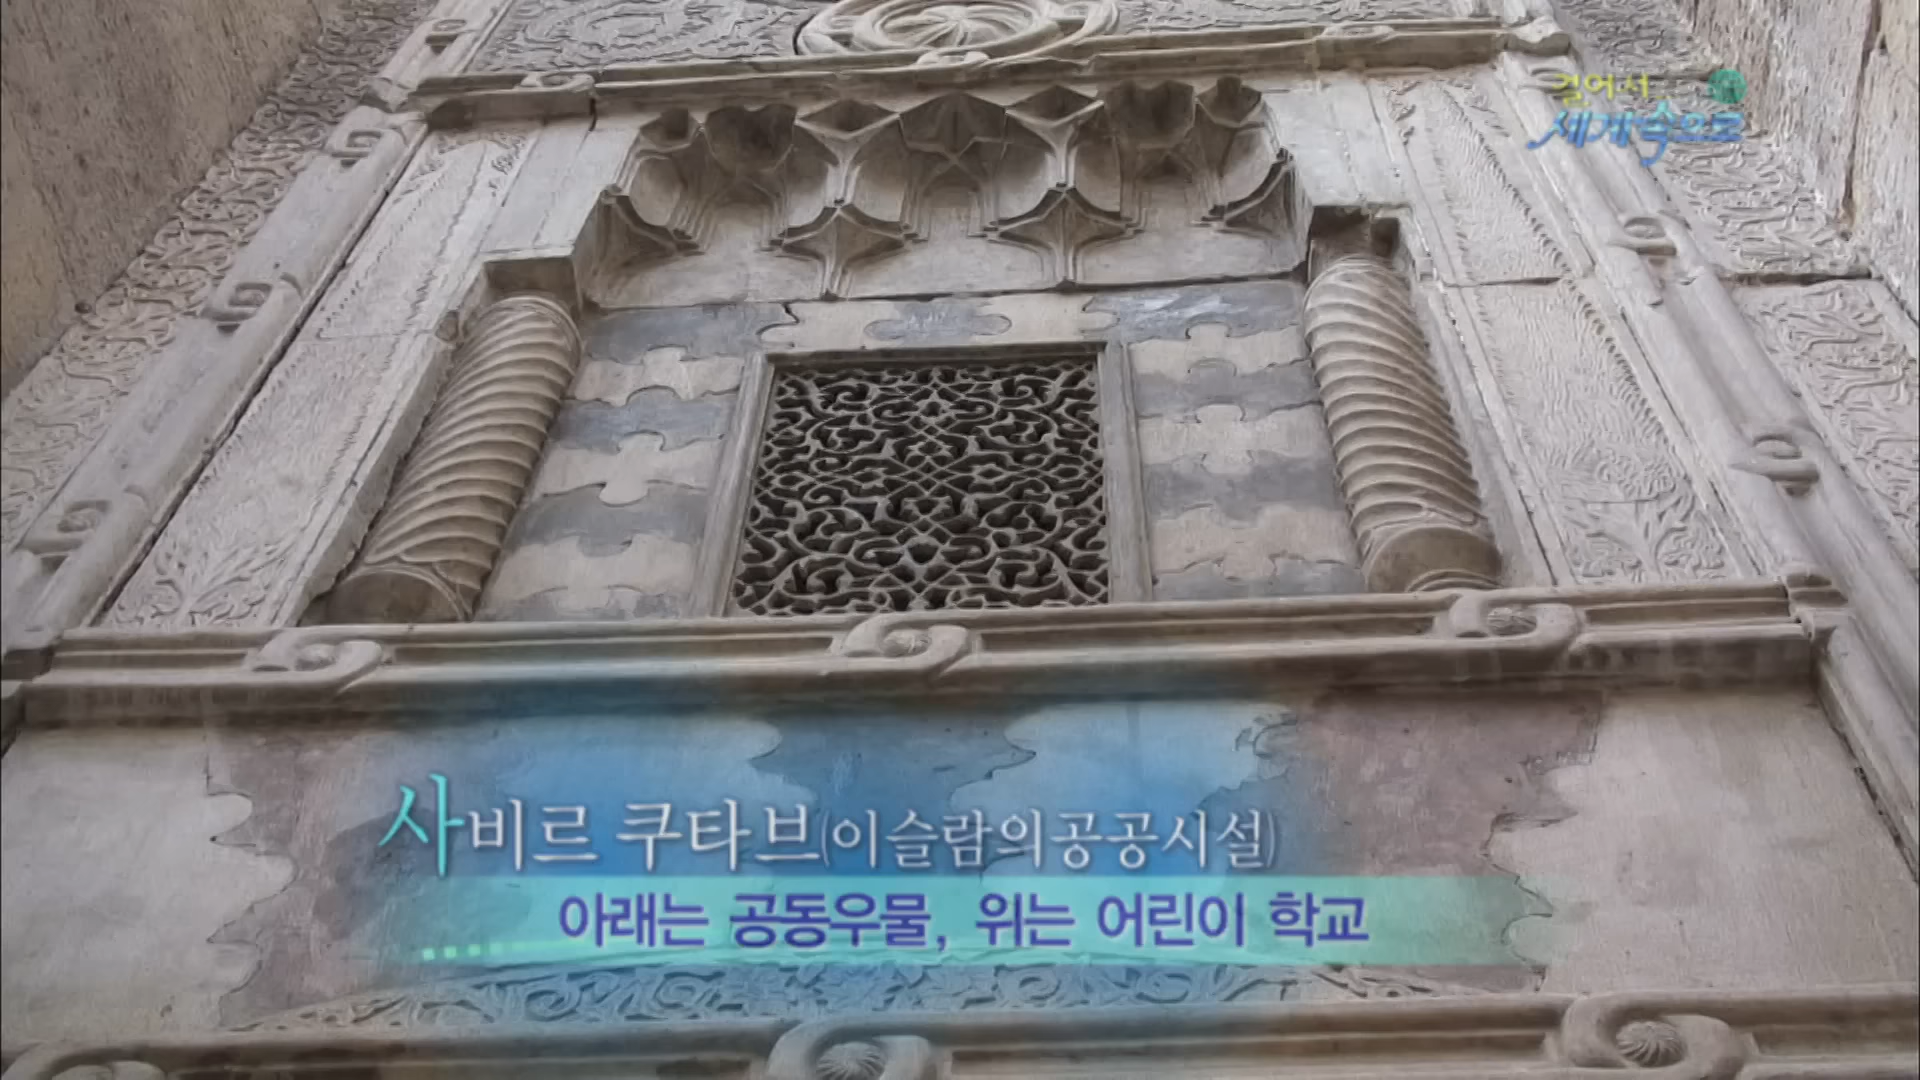 걸어서
세계속으로
사비르 쿠타브(이슬람의공공시설)
아래는 공동우물, 위는 어린이 학교